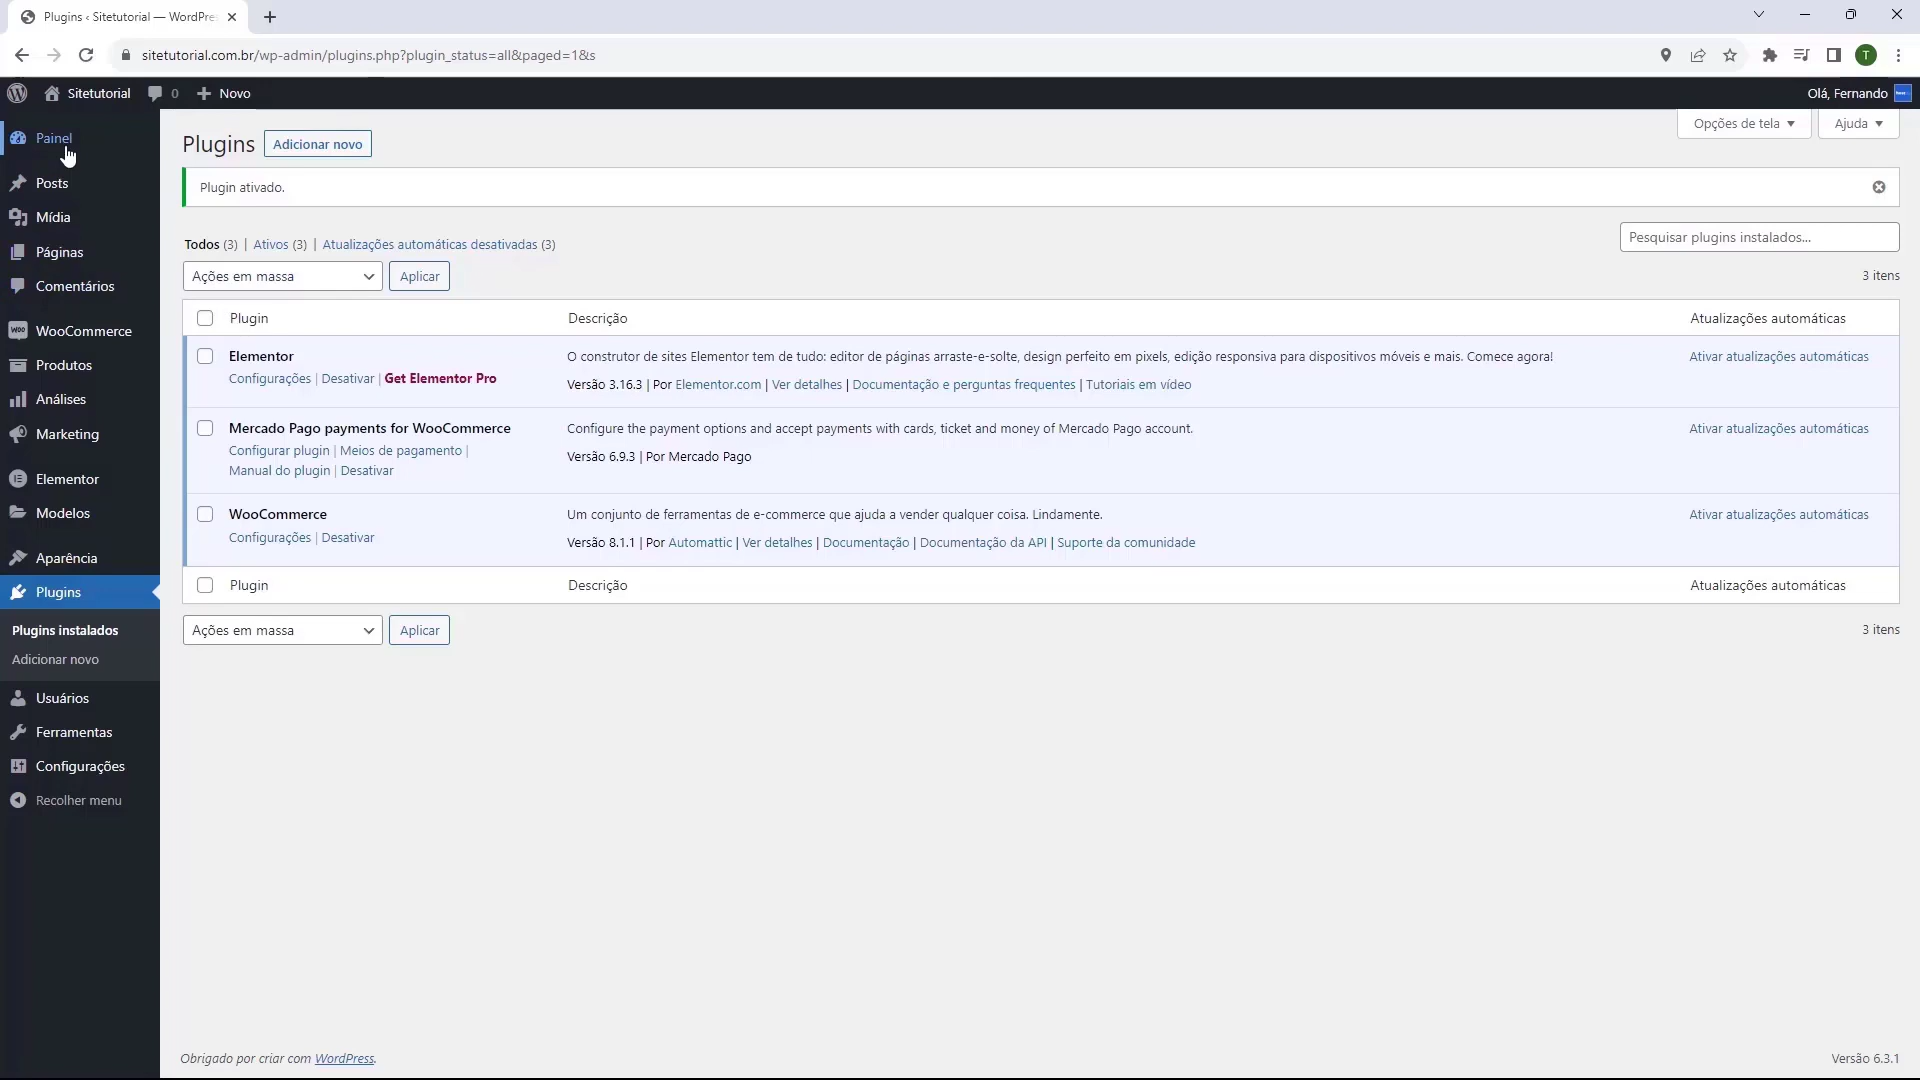 Plugins ‹ Sitetutorial — WordPre
sitetutorial.com.br/wp-admin/plugins.php?plugin_status=all&paged=1&s
T
Sitetutorial
0
Novo
Olá, Fernando
Painel
Posts
Mídia
Páginas
Comentários
WooCommerce
Produtos
Análises
Marketing
Elementor
Modelos
Aparência
Plugins
Plugins instalados
Adicionar novo
Usuários
Ferramentas
Configurações
Recolher menu
Opções de tela
Ajuda
Plugins
Adicionar novo
Plugin ativado.
Todos (3) | Ativos (3) | Atualizações automáticas desativadas (3)
Pesquisar plugins instalados...
Ações em massa
Aplicar
3 itens
Plugin
Descrição
Atualizações automáticas
Elementor
Configurações | Desativar | Get Elementor Pro
O construtor de sites Elementor tem de tudo: editor de páginas arraste-e-solte, design perfeito em pixels, edição responsiva para dispositivos móveis e mais. Comece agora!
Versão 3.16.3 | Por Elementor.com | Ver detalhes | Documentação e perguntas frequentes | Tutoriais em vídeo
Ativar atualizações automáticas
Mercado Pago payments for WooCommerce
Configurar plugin | Meios de pagamento |
Manual do plugin | Desativar
Configure the payment options and accept payments with cards, ticket and money of Mercado Pago account.
Versão 6.9.3 | Por Mercado Pago
Ativar atualizações automáticas
WooCommerce
Configurações | Desativar
Um conjunto de ferramentas de e-commerce que ajuda a vender qualquer coisa. Lindamente.
Versão 8.1.1 | Por Automattic | Ver detalhes | Documentação | Documentação da API | Suporte da comunidade
Ativar atualizações automáticas
Plugin
Descrição
Atualizações automáticas
Ações em massa
Aplicar
3 itens
Obrigado por criar com WordPress.
Versão 6.3.1